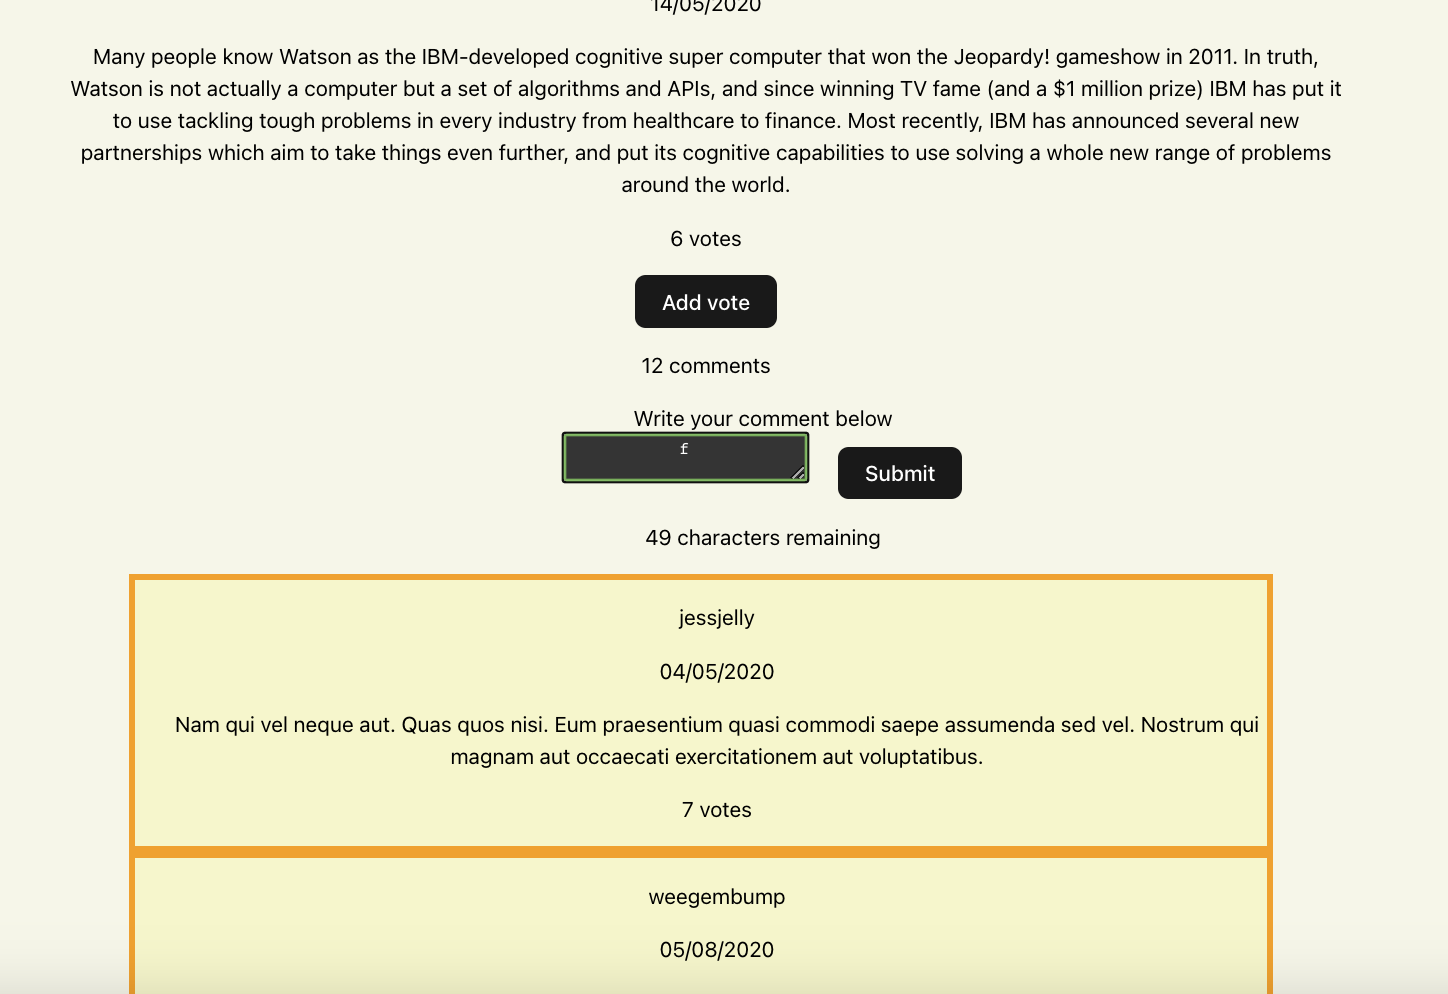 14/05/2020
Many people know Watson as the IBM-developed cognitive super computer that won the Jeopardy! gameshow in 2011. In truth,
Watson is not actually a computer but a set of algorithms and APIs, and since winning TV fame (and a $1 million prize) IBM has put it
to use tackling tough problems in every industry from healthcare to finance. Most recently, IBM has announced several new
partnerships which aim to take things even further, and put its cognitive capabilities to use solving a whole new range of problems
around the world.
6 votes
Add vote
12 comments
Write your comment below
f
Submit
49 characters remaining
jessjelly
04/05/2020
Nam qui vel neque aut. Quas quos nisi. Eum praesentium quasi commodi saepe assumenda sed vel. Nostrum qui
magnam aut occaecati exercitationem aut voluptatibus.
7 votes
weegembump
05/08/2020